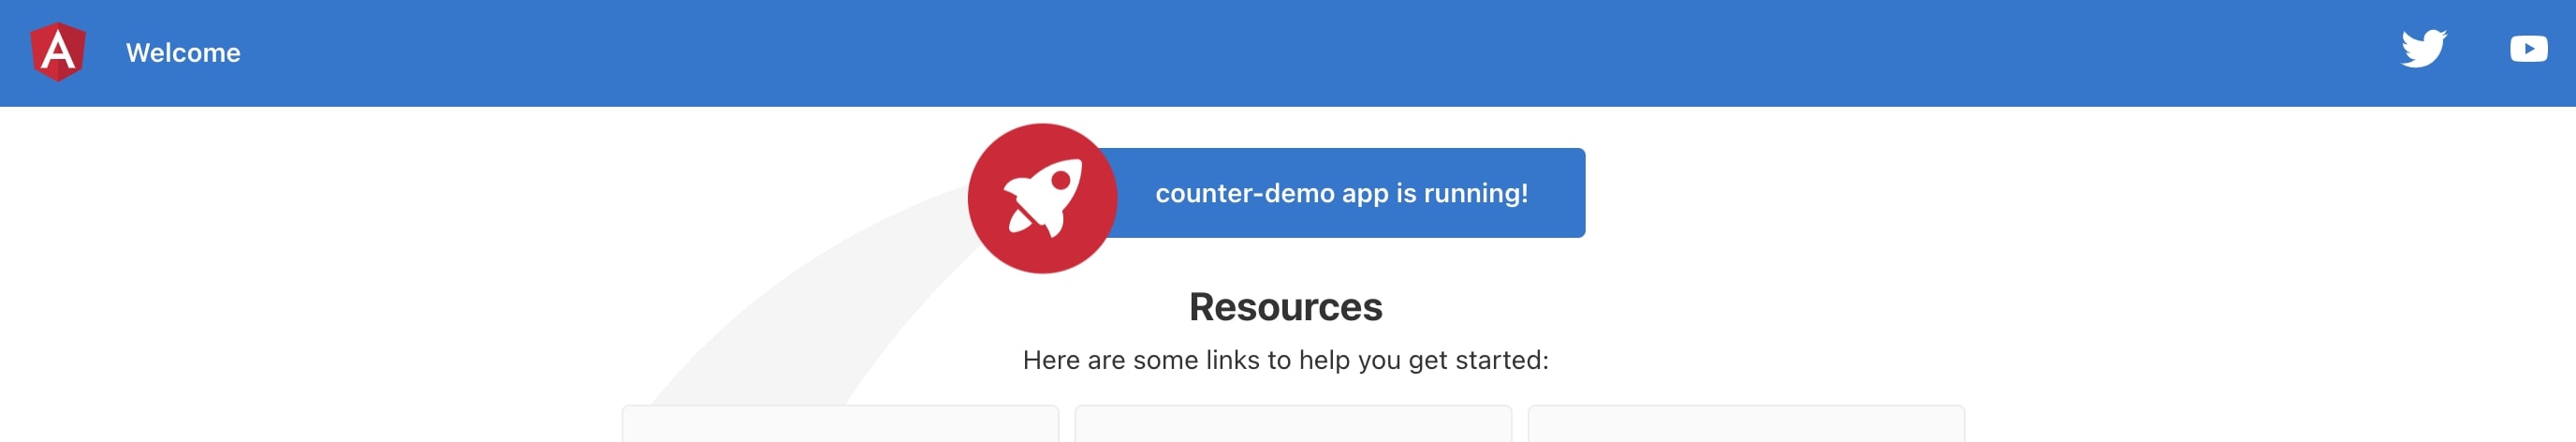 Welcome
counter-demo app is running!
Resources
Here are some links to help you get started: